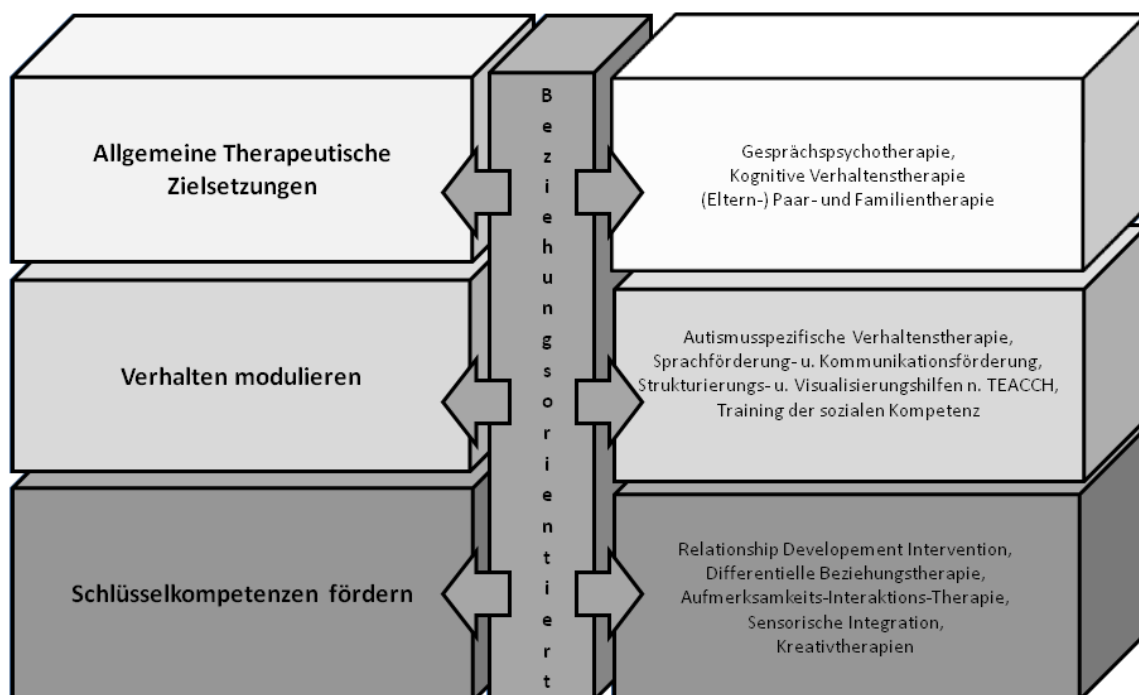 Allgemeine Therapeutische
Zielsetzungen
Verhalten modulieren
Schlüsselkompetenzen fördern
Beziehungsorientiert
Gesprächspsychotherapie,
Kognitive Verhaltenstherapie
(Eltern-) Paar- und Familientherapie
Autismusspezifische Verhaltenstherapie,
Sprachförderung- u. Kommunikationsförderung,
Strukturierungs- u. Visualisierungshilfen n. TEACCH,
Training der sozialen Kompetenz
Relationship Developement Intervention,
Differentielle Beziehungstherapie,
Aufmerksamkeits-Interaktions-Therapie,
Sensorische Integration,
Kreativtherapien